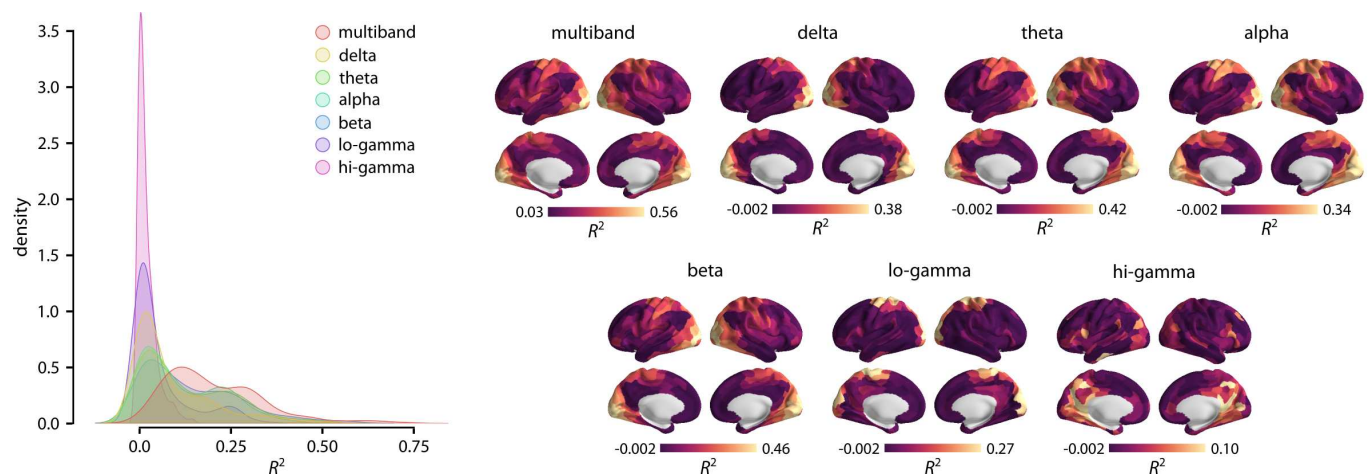 3.5
3.0
2.5
2.0
1.5
1.0
0.5
0.0
density
0.0 0.25 0.50 0.75
R²
multiband
delta
theta
alpha
beta
lo-gamma
hi-gamma
multiband delta theta alpha
0.03 0.56 -0.002 0.38 -0.002 0.42 -0.002 0.34
R² R² R² R²
beta lo-gamma hi-gamma
-0.002 0.46 -0.002 0.27 -0.002 0.10
R² R² R²